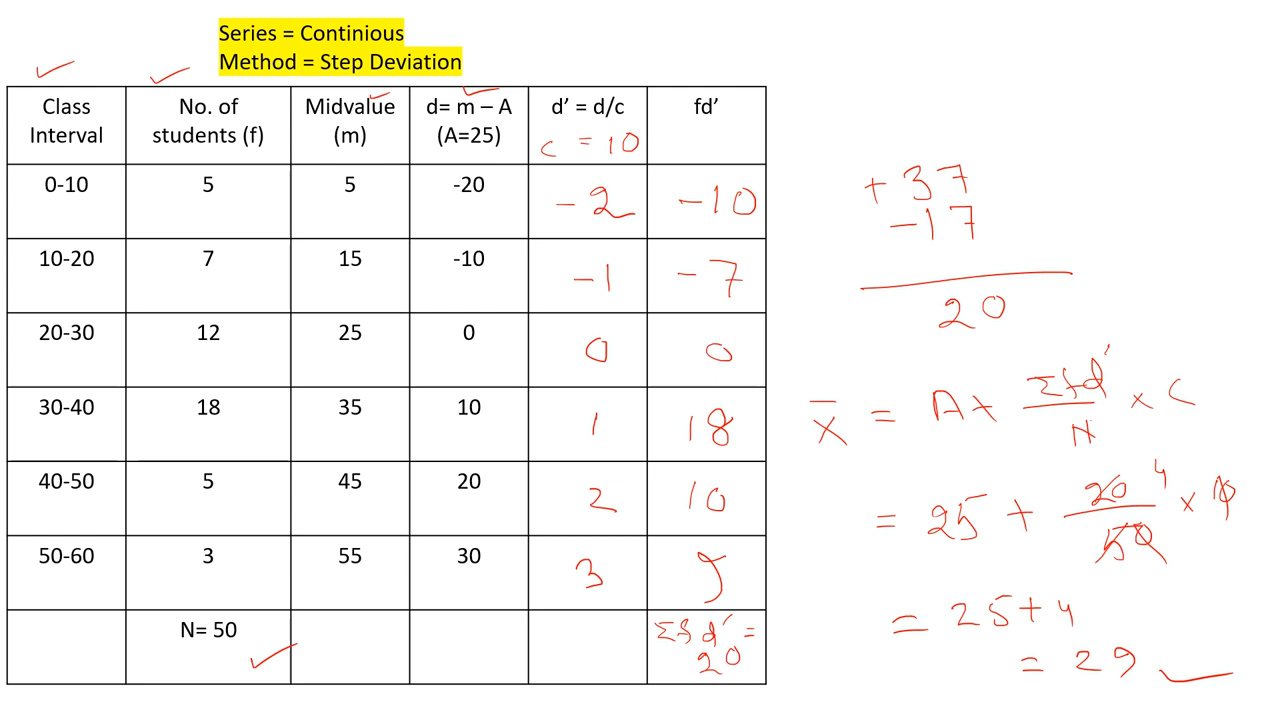 Series = Continious
Method = Step Deviation
Class Interval | No. of students (f) | Midvalue (m) | d= m – A (A=25) | d’ = d/c c = 10 | fd’
0-10 | 5 | 5 | -20 | -2 | -10
10-20 | 7 | 15 | -10 | -1 | -7
20-30 | 12 | 25 | 0 | 0 | 0
30-40 | 18 | 35 | 10 | 1 | 18
40-50 | 5 | 45 | 20 | 2 | 10
50-60 | 3 | 55 | 30 | 3 | 9
N= 50 | Σfd' = 20
+37
-17
20
X̄ = A+ Σfd'/N × C
= 25 + 20/50 × 10 4
= 25+4
= 29